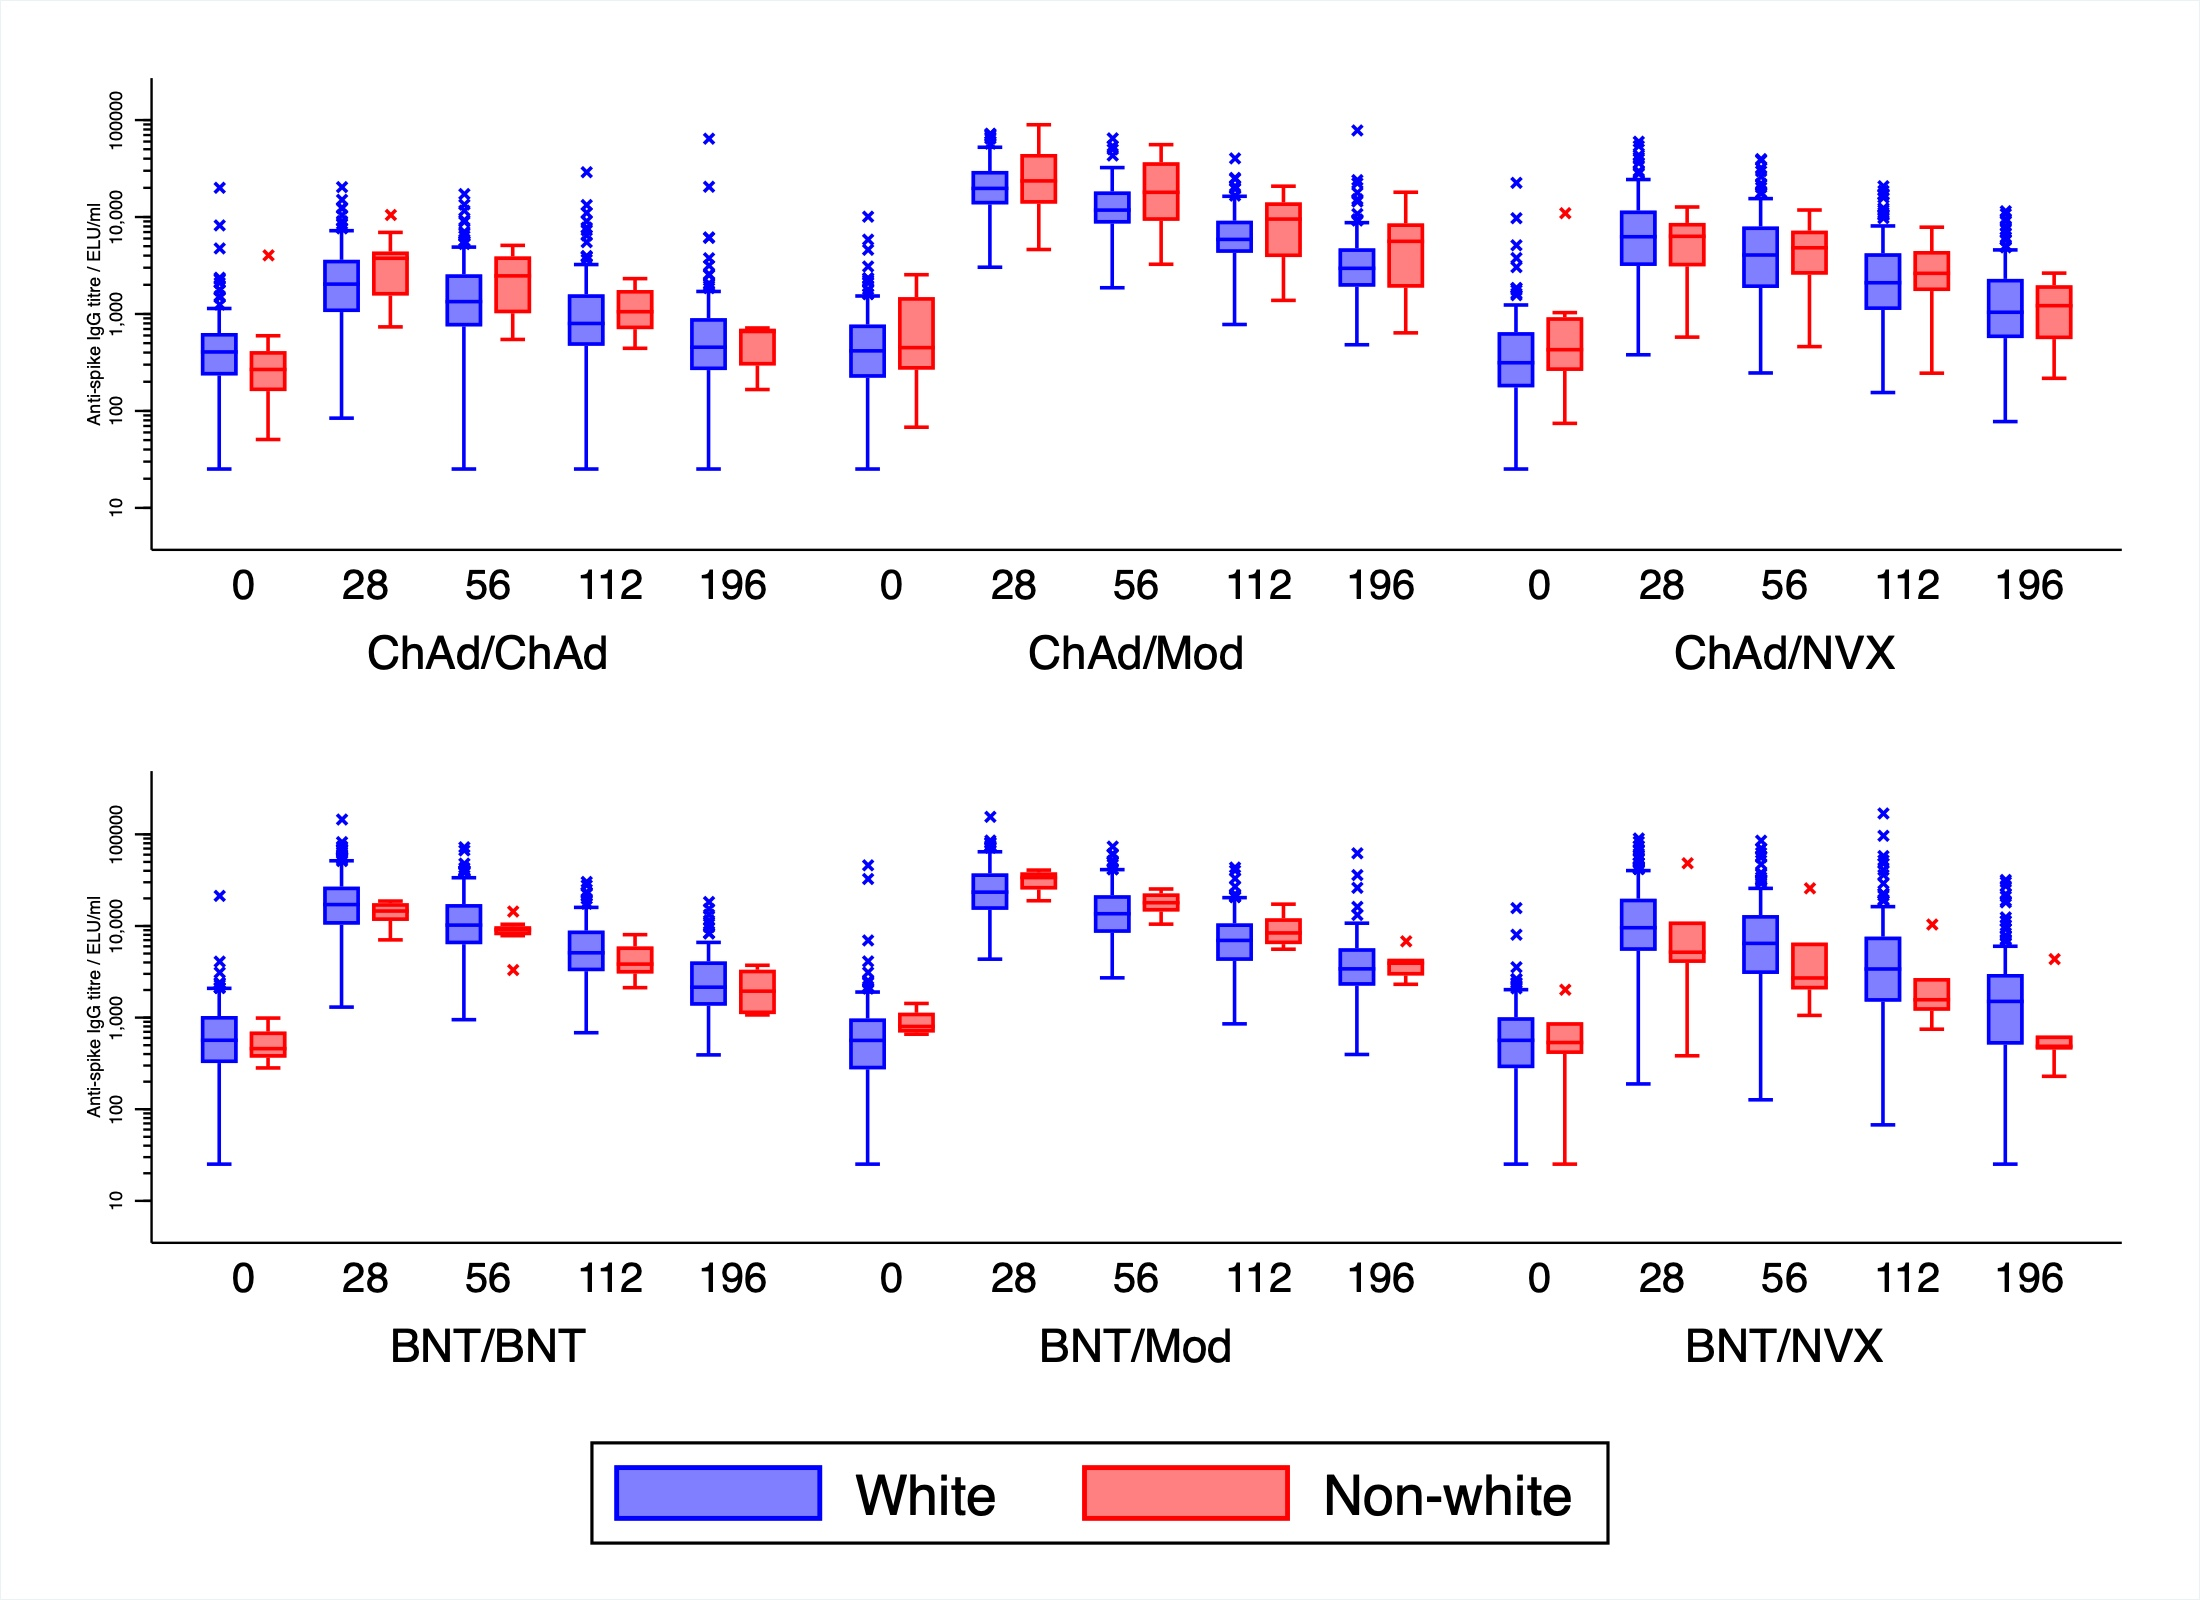 Anti-spike IgG titre / ELU/ml
100000
10,000
1,000
100
10
0 28 56 112 196 0 28 56 112 196 0 28 56 112 196
ChAd/ChAd ChAd/Mod ChAd/NVX
Anti-spike IgG titre / ELU/ml
100000
10,000
1,000
100
10
0 28 56 112 196 0 28 56 112 196 0 28 56 112 196
BNT/BNT BNT/Mod BNT/NVX
White Non-white